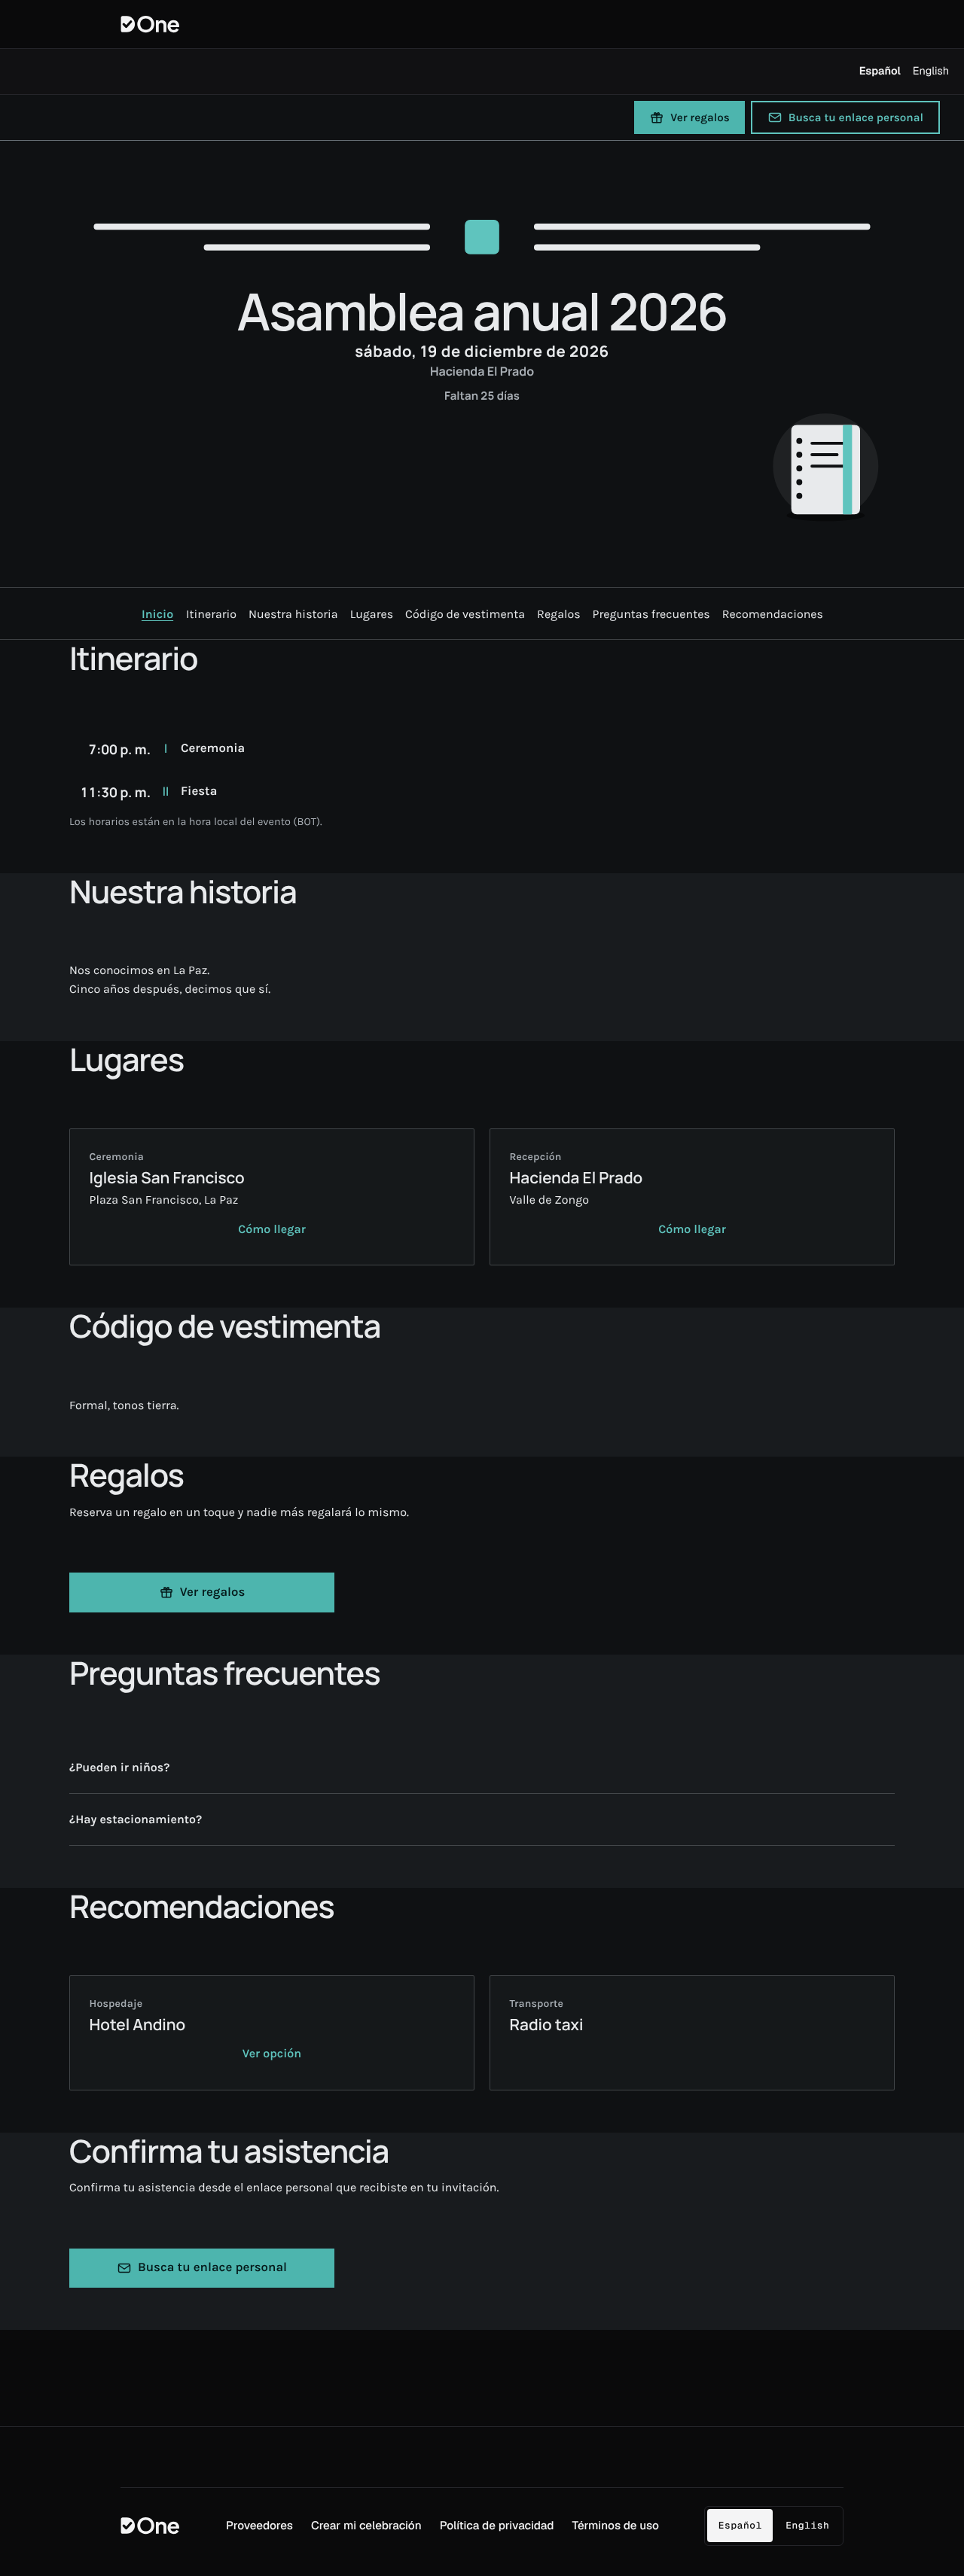 One
Español English
Ver regalos Busca tu enlace personal
Asamblea anual 2026
sábado, 19 de diciembre de 2026
Hacienda El Prado
Faltan 25 días
Inicio Itinerario Nuestra historia Lugares Código de vestimenta Regalos Preguntas frecuentes Recomendaciones
Itinerario
7:00 p. m. Ceremonia
11:30 p. m. Fiesta
Los horarios están en la hora local del evento (BOT).
Nuestra historia
Nos conocimos en La Paz.
Cinco años después, decimos que sí.
Lugares
Ceremonia
Iglesia San Francisco
Plaza San Francisco, La Paz
Cómo llegar
Recepción
Hacienda El Prado
Valle de Zongo
Cómo llegar
Código de vestimenta
Formal, tonos tierra.
Regalos
Reserva un regalo en un toque y nadie más regalará lo mismo.
Ver regalos
Preguntas frecuentes
¿Pueden ir niños?
¿Hay estacionamiento?
Recomendaciones
Hospedaje
Hotel Andino
Ver opción
Transporte
Radio taxi
Confirma tu asistencia
Confirma tu asistencia desde el enlace personal que recibiste en tu invitación.
Busca tu enlace personal
One Proveedores Crear mi celebración Política de privacidad Términos de uso Español English